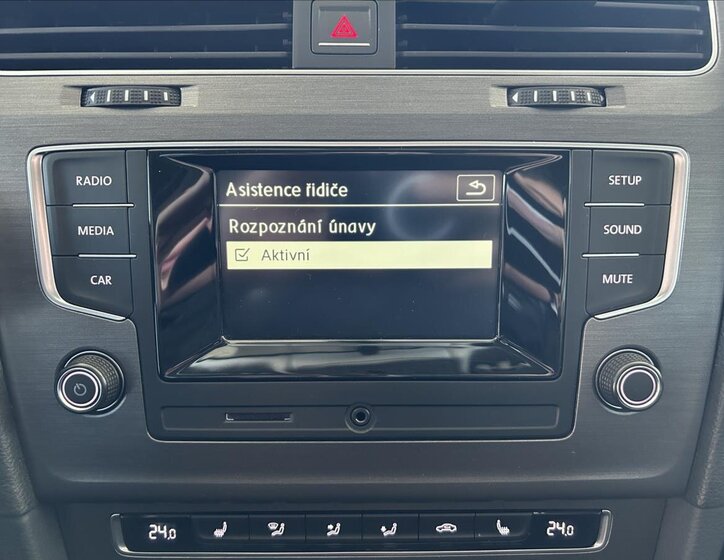 RADIO
MEDIA
CAR
Asistence řidiče
Rozpoznání únavy
Aktivní
SETUP
SOUND
MUTE
24.0
24.0